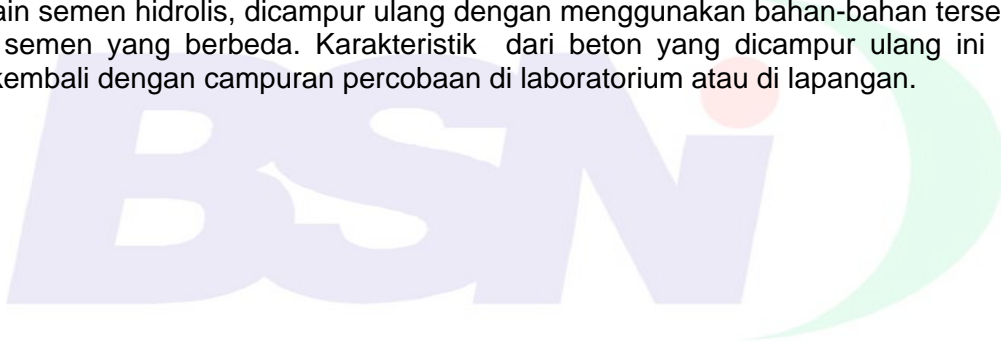 ain semen hidrolis, dicampur ulang dengan menggunakan bahan-bahan terse
semen yang berbeda. Karakteristik dari beton yang dicampur ulang ini
kembali dengan campuran percobaan di laboratorium atau di lapangan.
BSN